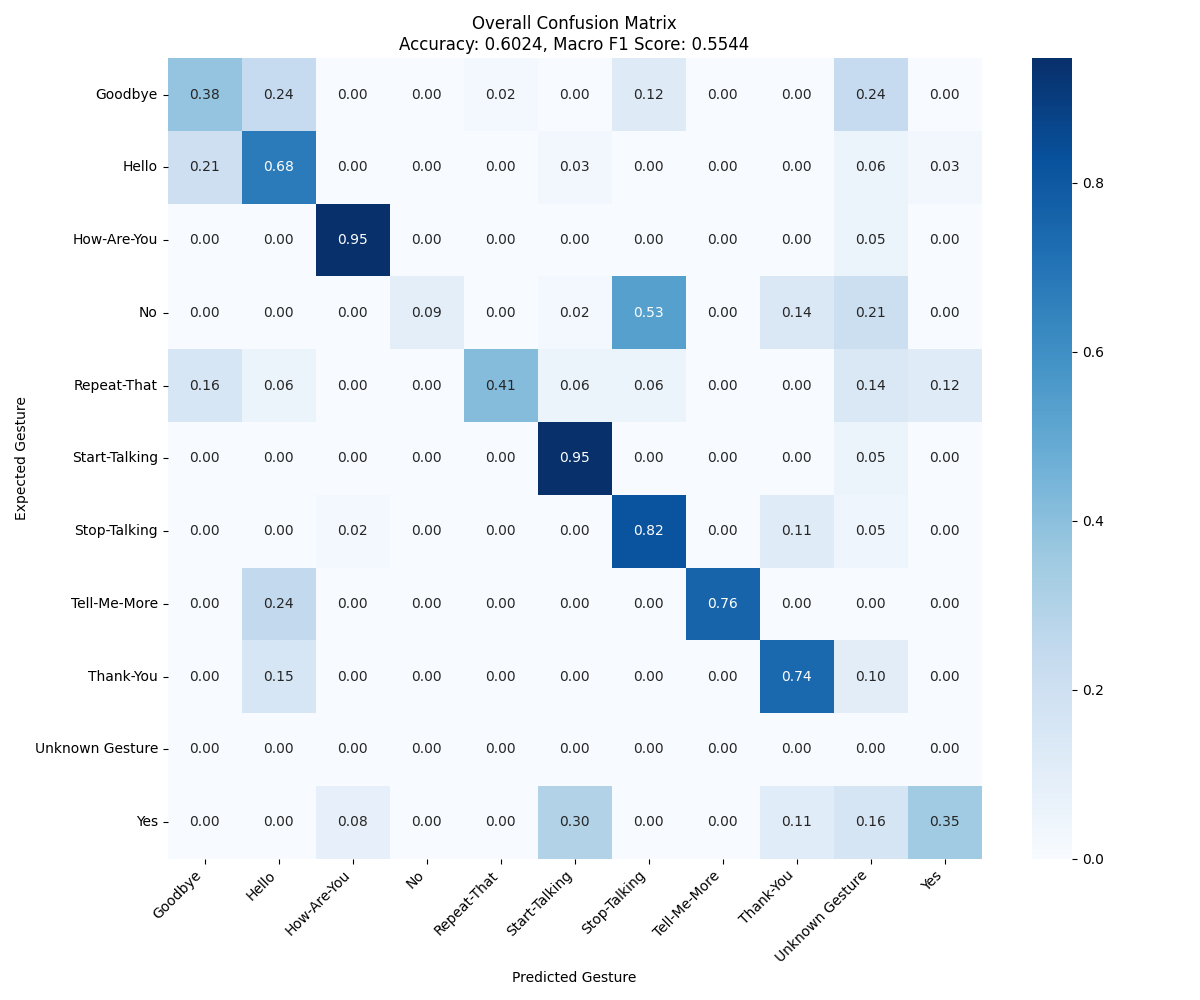 Overall Confusion Matrix
Accuracy: 0.6024, Macro F1 Score: 0.5544
Goodbye 0.38 0.24 0.00 0.00 0.02 0.00 0.12 0.00 0.00 0.24 0.00
Hello 0.21 0.68 0.00 0.00 0.00 0.03 0.00 0.00 0.00 0.06 0.03
How-Are-You 0.00 0.00 0.95 0.00 0.00 0.00 0.00 0.00 0.00 0.05 0.00
No 0.00 0.00 0.00 0.09 0.00 0.02 0.53 0.00 0.14 0.21 0.00
Repeat-That 0.16 0.06 0.00 0.00 0.41 0.06 0.06 0.00 0.00 0.14 0.12
Start-Talking 0.00 0.00 0.00 0.00 0.00 0.95 0.00 0.00 0.00 0.05 0.00
Stop-Talking 0.00 0.00 0.02 0.00 0.00 0.00 0.82 0.00 0.11 0.05 0.00
Tell-Me-More 0.00 0.24 0.00 0.00 0.00 0.00 0.00 0.76 0.00 0.00 0.00
Thank-You 0.00 0.15 0.00 0.00 0.00 0.00 0.00 0.00 0.74 0.10 0.00
Unknown Gesture 0.00 0.00 0.00 0.00 0.00 0.00 0.00 0.00 0.00 0.00 0.00
Yes 0.00 0.00 0.08 0.00 0.00 0.30 0.00 0.00 0.11 0.16 0.35
Goodbye Hello How-Are-You No Repeat-That Start-Talking Stop-Talking Tell-Me-More Thank-You Unknown Gesture Yes
Predicted Gesture
Expected Gesture
0.8
0.6
0.4
0.2
0.0